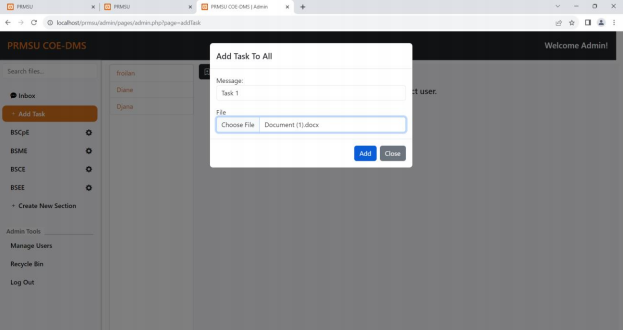 PRMSU
PRMSU
PRMSU COE-DMS | Admin
localhost/prmsu/admin/pages/admin.php?page=addTask
PRMSU COE-DMS
Welcome Admin!
Search files...
Inbox
Add Task
BSCpE
BSME
BSCE
BSEE
Create New Section
Admin Tools
Manage Users
Recycle Bin
Log Out
froilan
Diane
Djane
ct user.
Add Task To All
Message:
Task 1
File
Choose File Document (1).docx
Add Close